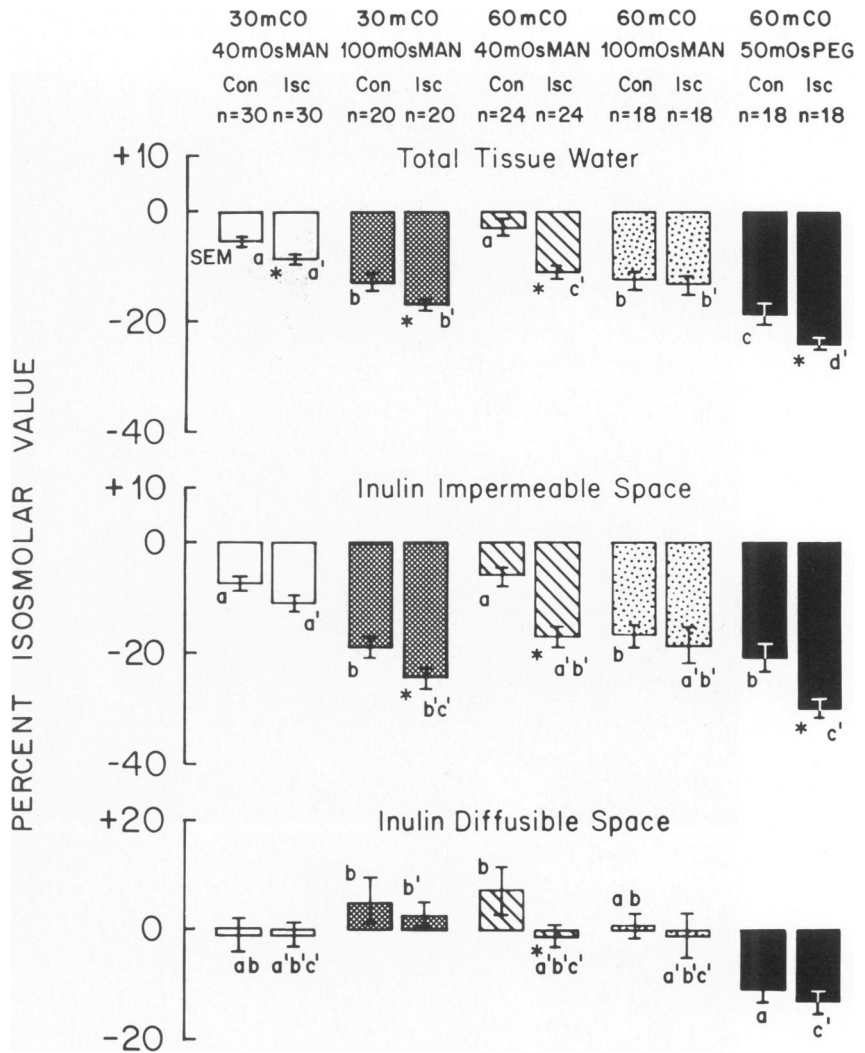 30mCO 30mCO 60mCO 60mCO 60mCO
40mOsMAN 100mOsMAN 40mOsMAN 100mOsMAN 50mOsPEG
Con Isc Con Isc Con Isc Con Isc Con Isc
n=30 n=30 n=20 n=20 n=24 n=24 n=18 n=18 n=18 n=18
PERCENT ISOSMOLAR VALUE
+10 Total Tissue Water
0
SEM a * a' b * b' a * c' b b' c * d'
-20
-40
+10 Inulin Impermeable Space
0
a a' b * b'c' a * a'b' b a'b' b * c'
-20
-40
+20 Inulin Diffusible Space
b b' b ab
0
ab a'b'c' * a'b'c' a'b'c' a c'
-20